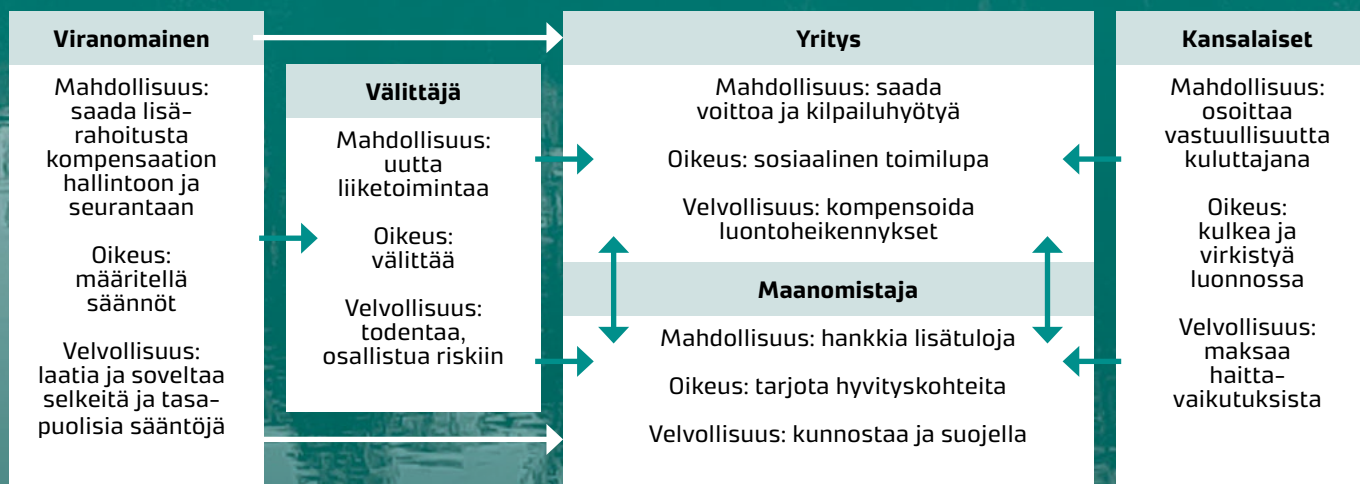 Viranomainen
Mahdollisuus:
saada lisä-
rahoitusta
kompensaation
hallintoon ja
seurantaan
Oikeus:
määritellä
säännöt
Velvollisuus:
laatia ja soveltaa
selkeitä ja tasa-
puolisia sääntöjä
Välittäjä
Mahdollisuus:
uutta
liiketoimintaa
Oikeus:
välittää
Velvollisuus:
todentaa,
osallistua riskiin
Yritys
Mahdollisuus: saada
voittoa ja kilpailuhyötyä
Oikeus: sosiaalinen toimilupa
Velvollisuus: kompensoida
luontoheikennykset
Maanomistaja
Mahdollisuus: hankkia lisätuloja
Oikeus: tarjota hyvityskohteita
Velvollisuus: kunnostaa ja suojella
Kansalaiset
Mahdollisuus:
osoittaa
vastuullisuutta
kuluttajana
Oikeus:
kulkea ja
virkistyä
luonnossa
Velvollisuus:
maksaa
haitta-
vaikutuksista